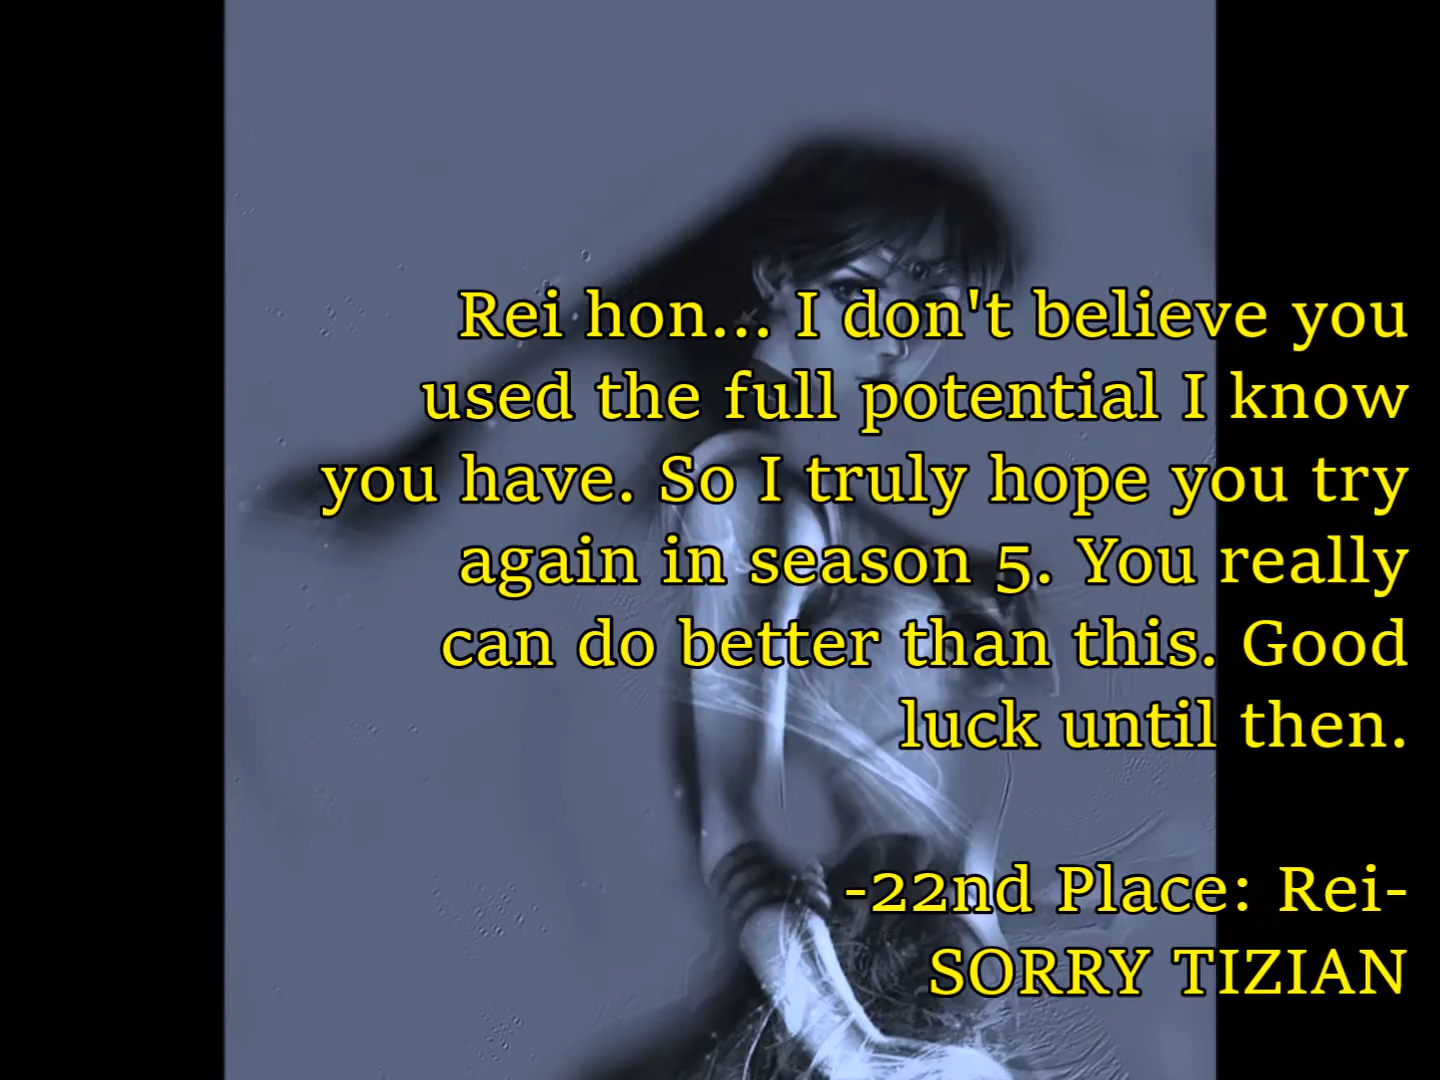 Rei hon... I don't believe you
used the full potential I know
you have. So I truly hope you try
again in season 5. You really
can do better than this. Good
luck until then.
-22nd Place: Rei-
SORRY TIZIAN